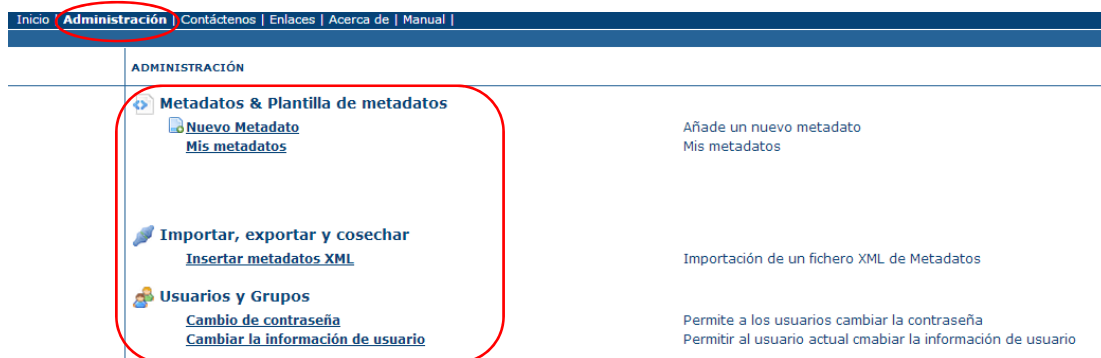 Inicio | Administración | Contáctenos | Enlaces | Acerca de | Manual |
ADMINISTRACIÓN
Metadatos & Plantilla de metadatos
Nuevo Metadato Añade un nuevo metadato
Mis metadatos Mis metadatos
Importar, exportar y cosechar
Insertar metadatos XML Importación de un fichero XML de Metadatos
Usuarios y Grupos
Cambio de contraseña Permite a los usuarios cambiar la contraseña
Cambiar la información de usuario Permitir al usuario actual cmabiar la información de usuario